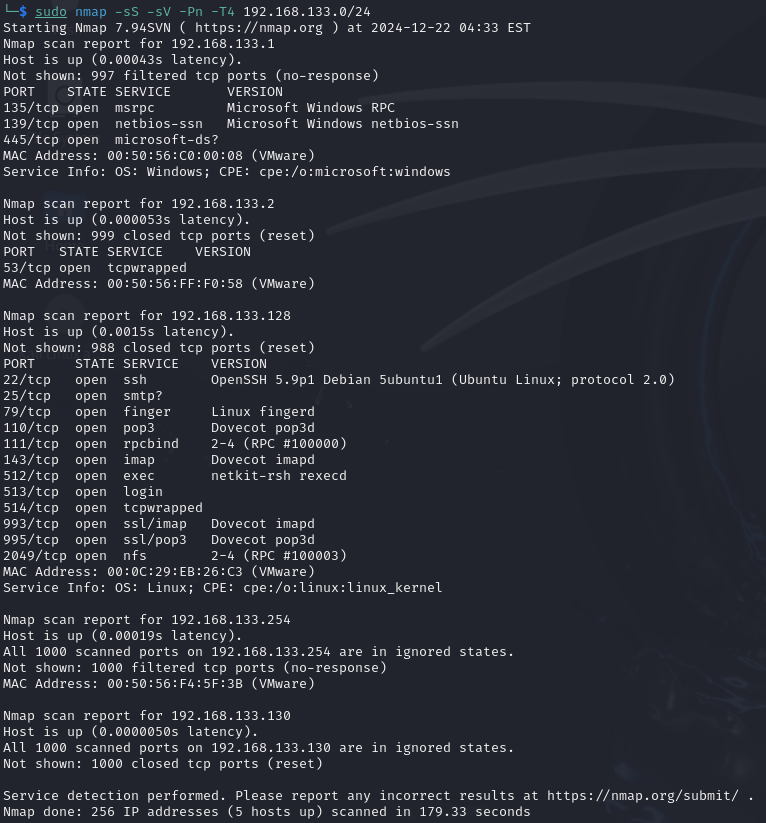 └─$ sudo nmap -sS -sV -Pn -T4 192.168.133.0/24
Starting Nmap 7.94SVN ( https://nmap.org ) at 2024-12-22 04:33 EST
Nmap scan report for 192.168.133.1
Host is up (0.00043s latency).
Not shown: 997 filtered tcp ports (no-response)
PORT    STATE SERVICE       VERSION
135/tcp open  msrpc         Microsoft Windows RPC
139/tcp open  netbios-ssn   Microsoft Windows netbios-ssn
445/tcp open  microsoft-ds?
MAC Address: 00:50:56:C0:00:08 (VMware)
Service Info: OS: Windows; CPE: cpe:/o:microsoft:windows

Nmap scan report for 192.168.133.2
Host is up (0.000053s latency).
Not shown: 999 closed tcp ports (reset)
PORT   STATE SERVICE    VERSION
53/tcp open  tcpwrapped
MAC Address: 00:50:56:FF:F0:58 (VMware)

Nmap scan report for 192.168.133.128
Host is up (0.0015s latency).
Not shown: 988 closed tcp ports (reset)
PORT     STATE SERVICE    VERSION
22/tcp   open  ssh        OpenSSH 5.9p1 Debian 5ubuntu1 (Ubuntu Linux; protocol 2.0)
25/tcp   open  smtp?
79/tcp   open  finger     Linux fingerd
110/tcp  open  pop3       Dovecot pop3d
111/tcp  open  rpcbind    2-4 (RPC #100000)
143/tcp  open  imap       Dovecot imapd
512/tcp  open  exec       netkit-rsh rexecd
513/tcp  open  login
514/tcp  open  tcpwrapped
993/tcp  open  ssl/imap   Dovecot imapd
995/tcp  open  ssl/pop3   Dovecot pop3d
2049/tcp open  nfs        2-4 (RPC #100003)
MAC Address: 00:0C:29:EB:26:C3 (VMware)
Service Info: OS: Linux; CPE: cpe:/o:linux:linux_kernel

Nmap scan report for 192.168.133.254
Host is up (0.00019s latency).
All 1000 scanned ports on 192.168.133.254 are in ignored states.
Not shown: 1000 filtered tcp ports (no-response)
MAC Address: 00:50:56:F4:5F:3B (VMware)

Nmap scan report for 192.168.133.130
Host is up (0.0000050s latency).
All 1000 scanned ports on 192.168.133.130 are in ignored states.
Not shown: 1000 closed tcp ports (reset)

Service detection performed. Please report any incorrect results at https://nmap.org/submit/ .
Nmap done: 256 IP addresses (5 hosts up) scanned in 179.33 seconds